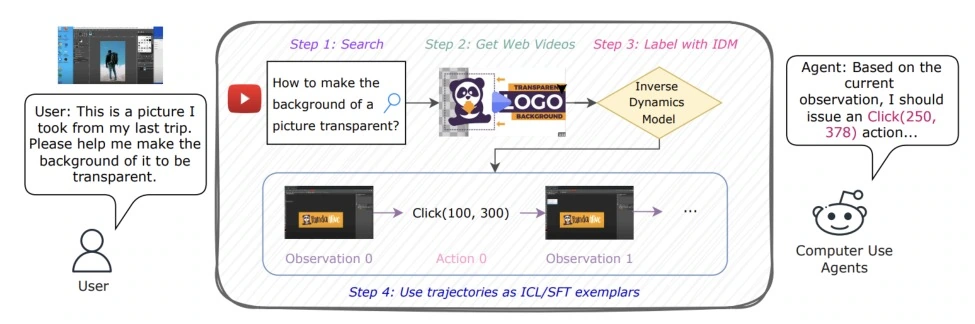 User: This is a picture I
took from my last trip.
Please help me make the
background of it to be
transparent.
User
Step 1: Search
Step 2: Get Web Videos
Step 3: Label with IDM
How to make the
background of a
picture transparent?
TRANSPAREN
LOGO
BACKGROUND
Inverse
Dynamics
Model
Click(100, 300)
...
Observation 0
Action 0
Observation 1
Step 4: Use trajectories as ICL/SFT exemplars
Agent: Based on the
current
observation, I should
issue an Click(250,
378) action...
Computer Use
Agents